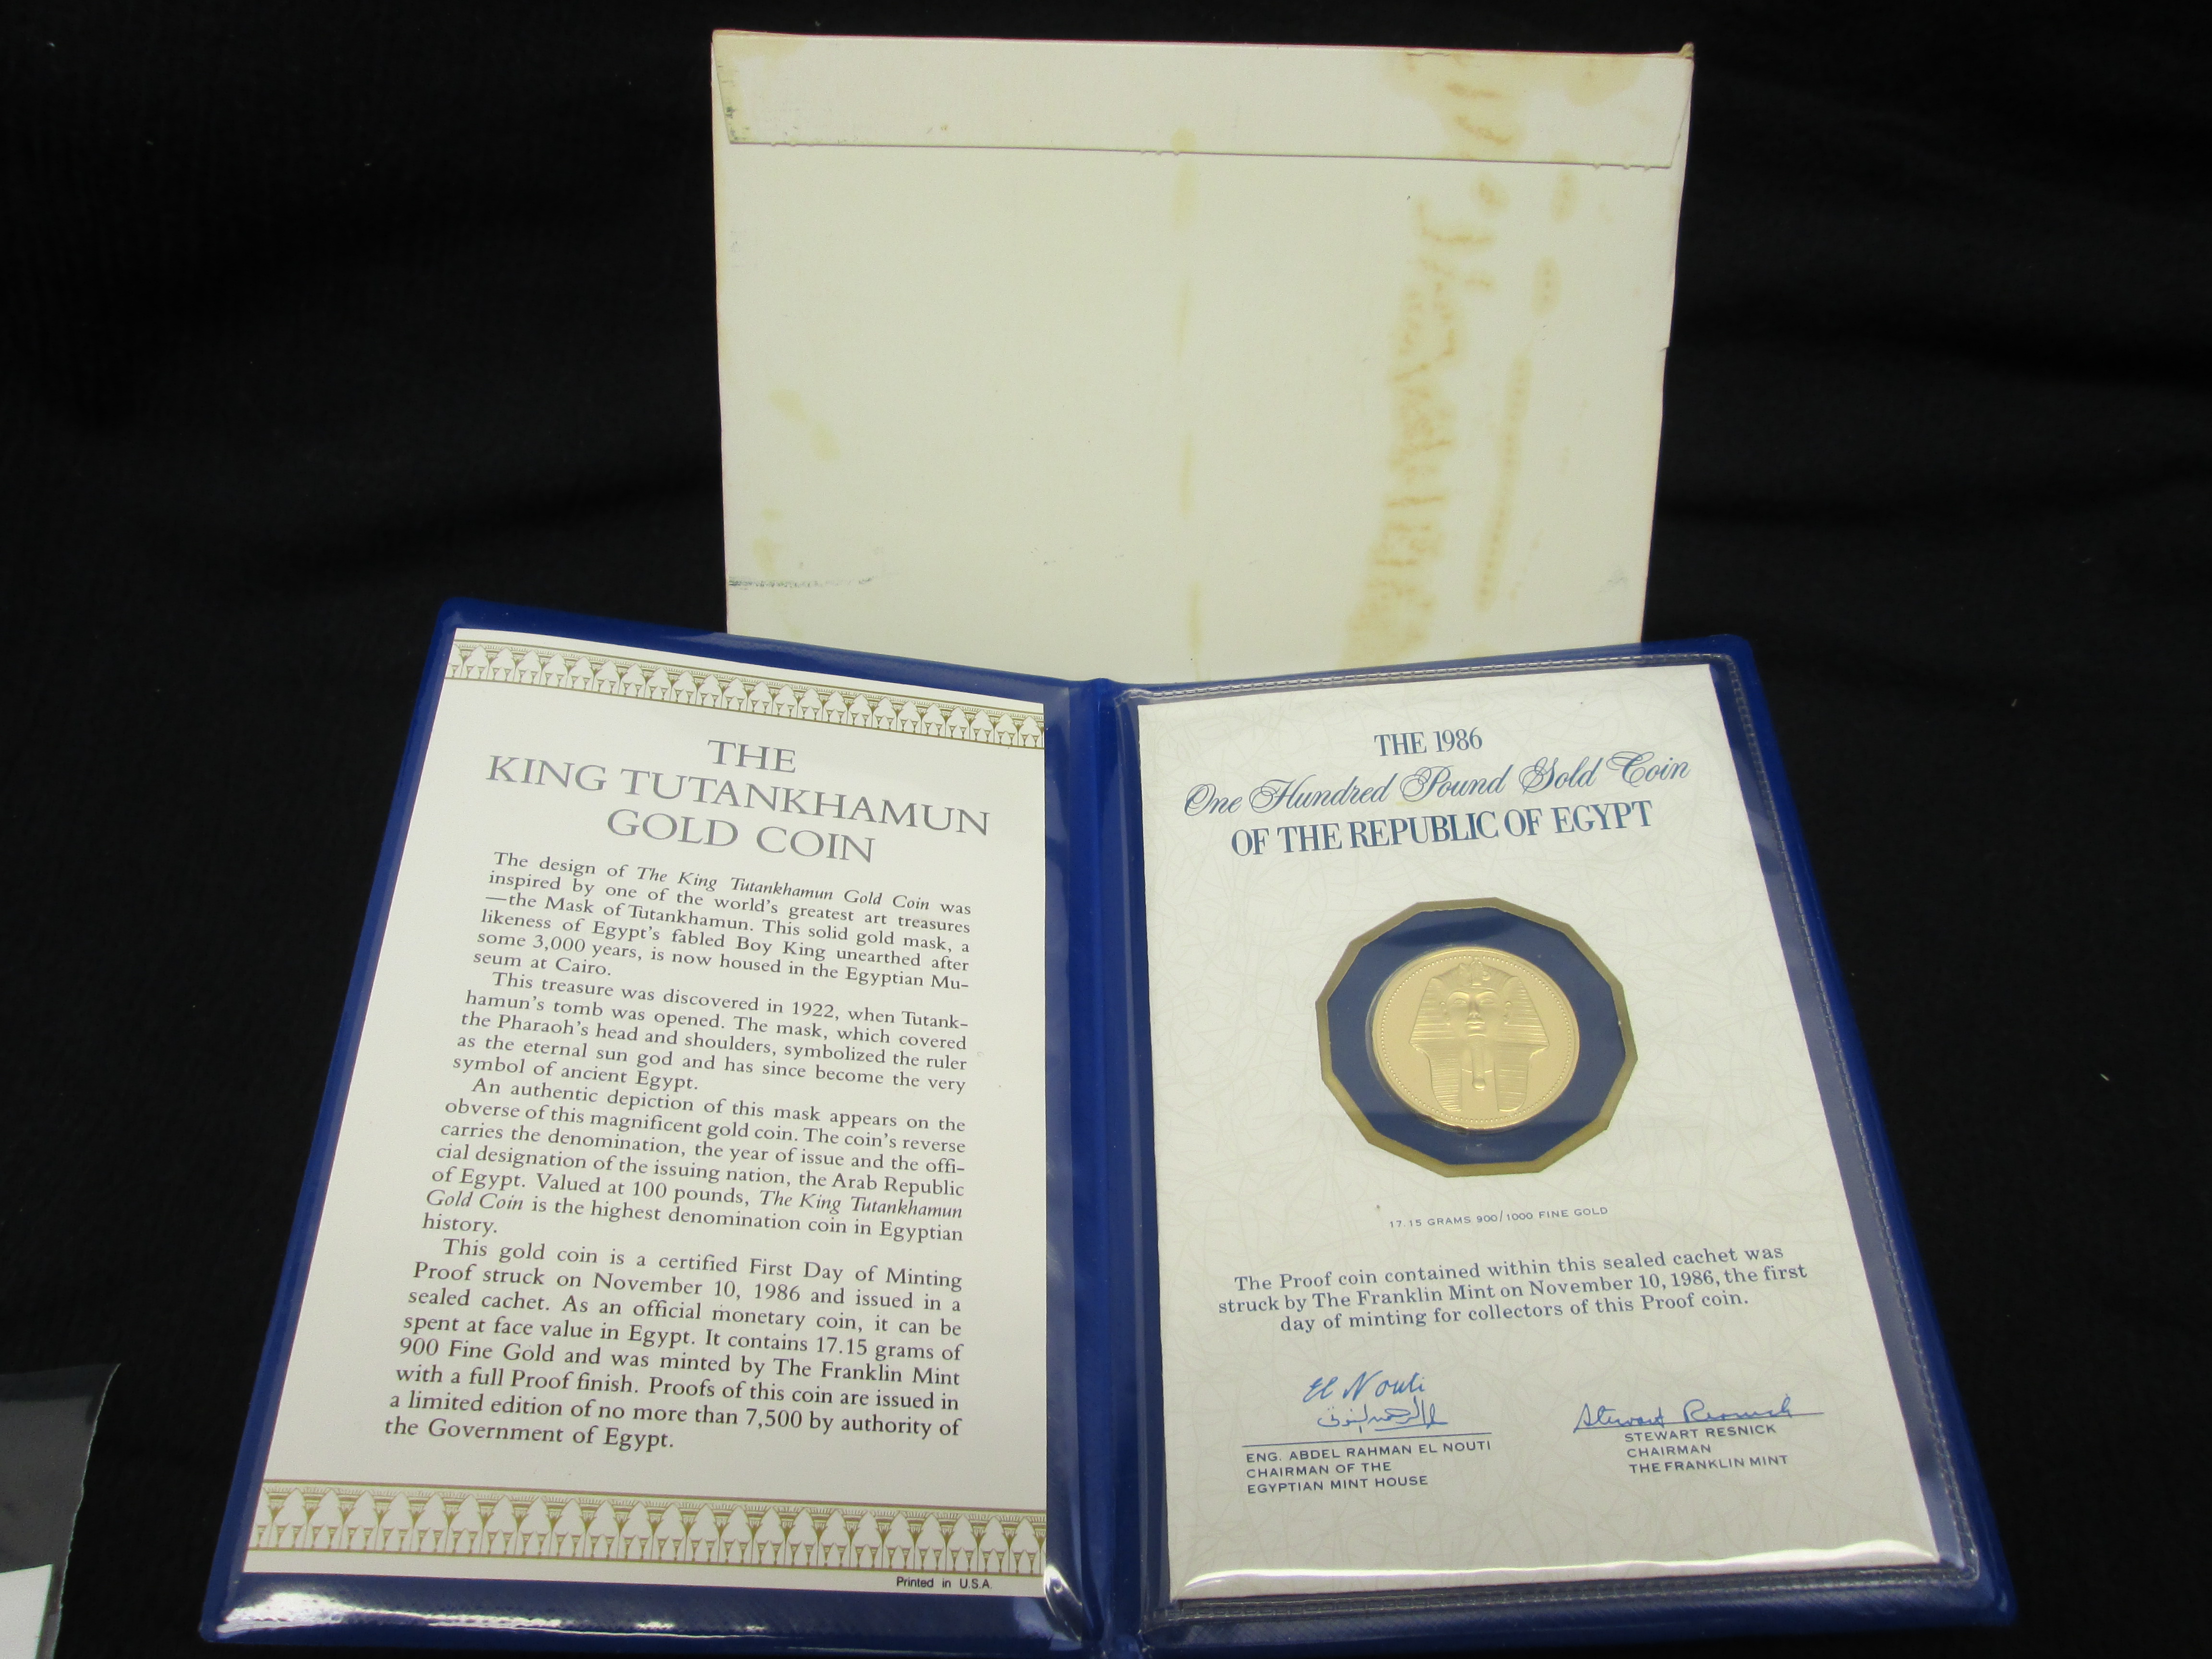 THE
KING TUTANKHAMUN
GOLD COIN
The design of The King Tutankhamun Gold Coin was
inspired by one of the world's greatest art treasures
—the Mask of Tutankhamun. This solid gold mask, a
likeness of Egypt's fabled Boy King unearthed after
some 3,000 years, is now housed in the Egyptian Mu-
seum at Cairo.
This treasure was discovered in 1922, when Tutank-
hamun's tomb was opened. The mask, which covered
the Pharaoh's head and shoulders, symbolized the ruler
as the eternal sun god and has since become the very
symbol of ancient Egypt.
An authentic depiction of this mask appears on the
obverse of this magnificent gold coin. The coin's reverse
carries the denomination, the year of issue and the offi-
cial designation of the issuing nation, the Arab Republic
of Egypt. Valued at 100 pounds, The King Tutankhamun
Gold Coin is the highest denomination coin in Egyptian
history.
This gold coin is a certified First Day of Minting
Proof struck on November 10, 1986 and issued in a
sealed cachet. As an official monetary coin, it can be
spent at face value in Egypt. It contains 17.15 grams of
900 Fine Gold and was minted by The Franklin Mint
with a full Proof finish. Proofs of this coin are issued in
a limited edition of no more than 7,500 by authority of
the Government of Egypt.
Printed in U.S.A.
THE 1986
One Hundred Pound Gold Coin
OF THE REPUBLIC OF EGYPT
17.15 GRAMS 900/1000 FINE GOLD
The Proof coin contained within this sealed cachet was
struck by The Franklin Mint on November 10, 1986, the first
day of minting for collectors of this Proof coin.
El Nouti
ENG. ABDEL RAHMAN EL NOUTI
CHAIRMAN OF THE
EGYPTIAN MINT HOUSE
Stewart Resnick
STEWART RESNICK
CHAIRMAN
THE FRANKLIN MINT